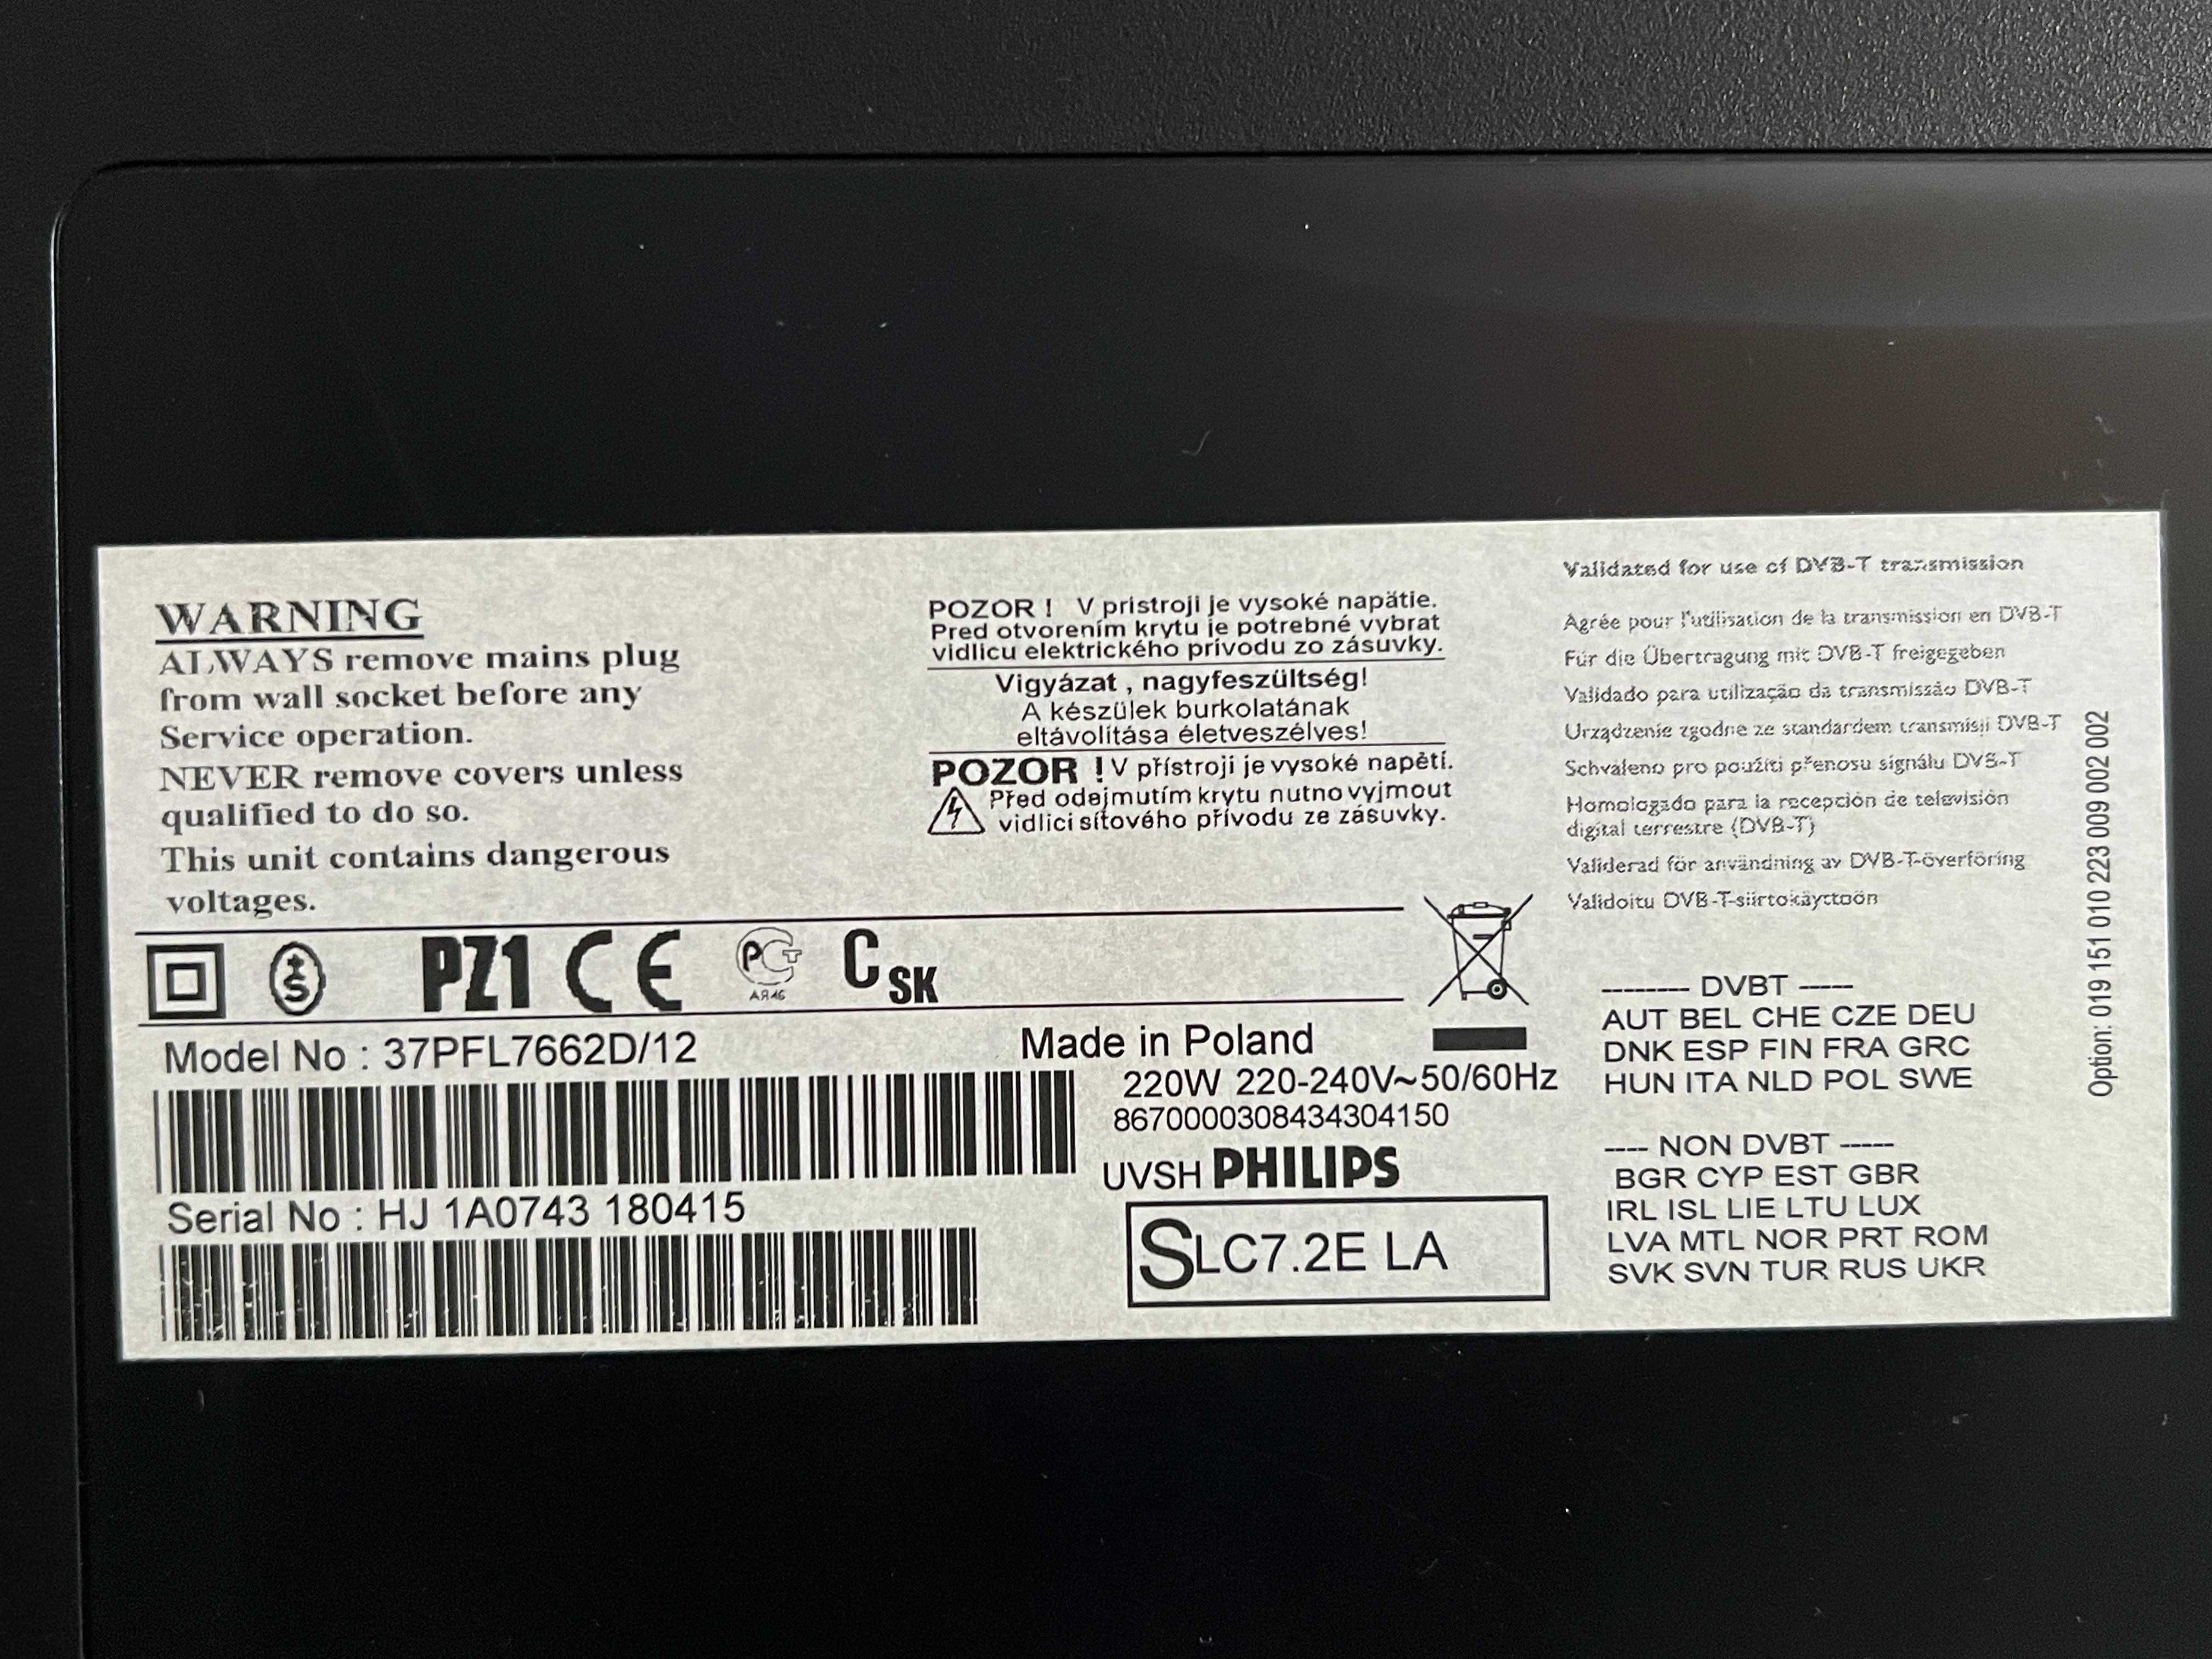 WARNING
ALWAYS remove mains plug
from wall socket before any
Service operation.
NEVER remove covers unless
qualified to do so.
This unit contains dangerous
voltages.
POZOR ! V pristroji je vysoké napätie.
Pred otvorením krytu je potrebné vybrat
vidlicu elektrického prívodu zo zásuvky.
Vigyázat , nagyfeszültség!
A készülek burkolatának
eltávolítása életveszélyes!
POZOR ! V přístroji je vysoké napětí.
Před odejmutím krytu nutno vyjmout
vidlici síťového přívodu ze zásuvky.
Validated for use of DVB-T transmission
Agrée pour l'utilisation de la transmission en DVB-T
Für die Übertragung mit DVB-T freigegeben
Validado para utilização da transmissão DVB-T
Urządzenie zgodne ze standardem transmisji DVB-T
Schváleno pro použití přenosu signálu DVB-T
Homologado para la recepción de televisión
digital terrestre (DVB-T)
Validerad för användning av DVB-T-överföring
Validoitu DVB-T-siirtokäyttöön
Option: 019 151 010 223 009 002 002
+S
PZ1 CE PCT C SK
AR46
Model No : 37PFL7662D/12
Made in Poland
220W 220-240V~50/60Hz
8670000308434304150
UVSH PHILIPS
Serial No : HJ 1A0743 180415
SLC7.2E LA
-------- DVBT -----
AUT BEL CHE CZE DEU
DNK ESP FIN FRA GRC
HUN ITA NLD POL SWE
---- NON DVBT -----
BGR CYP EST GBR
IRL ISL LIE LTU LUX
LVA MTL NOR PRT ROM
SVK SVN TUR RUS UKR